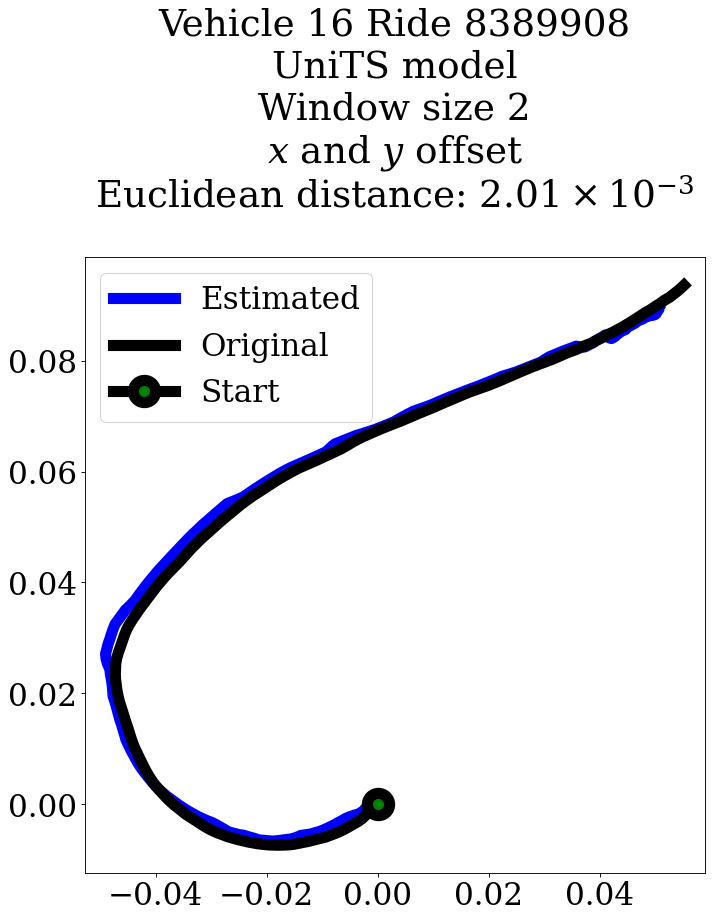 Vehicle 16 Ride 8389908
UniTS model
Window size 2
x and y offset
Euclidean distance: 2.01 × 10⁻³
Estimated
Original
Start
0.08
0.06
0.04
0.02
0.00
−0.04 −0.02 0.00 0.02 0.04